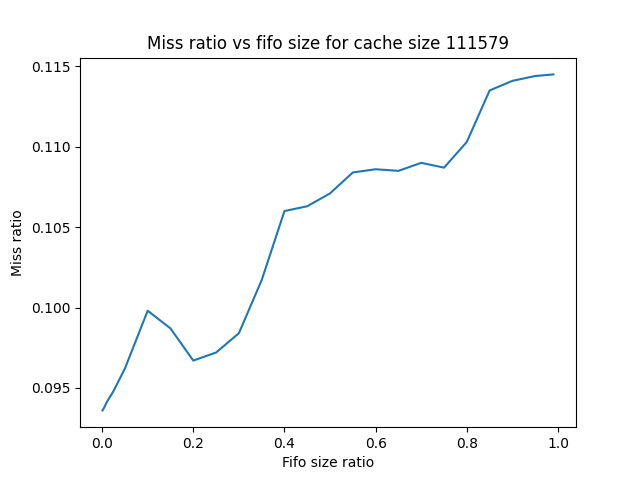 Miss ratio vs fifo size for cache size 111579
0.115
0.110
0.105
0.100
0.095
Miss ratio
0.0 0.2 0.4 0.6 0.8 1.0
Fifo size ratio